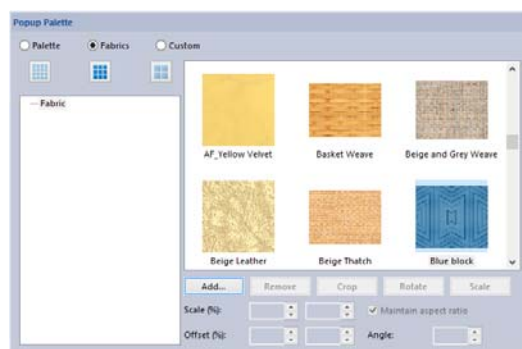 Popup Palette
Palette Fabrics Custom
Fabric
AF_Yellow Velvet Basket Weave Beige and Grey Weave
Beige Leather Beige Thatch Blue block
Add... Remove Crop Rotate Scale
Scale (%): Maintain aspect ratio
Offset (%): Angle: